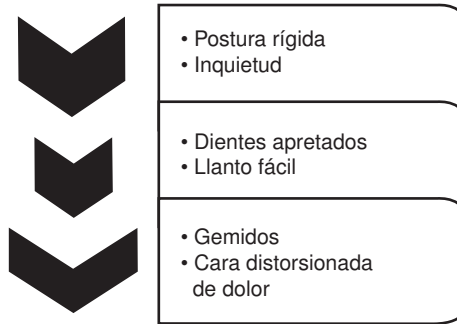 • Postura rígida
• Inquietud
• Dientes apretados
• Llanto fácil
• Gemidos
• Cara distorsionada
de dolor